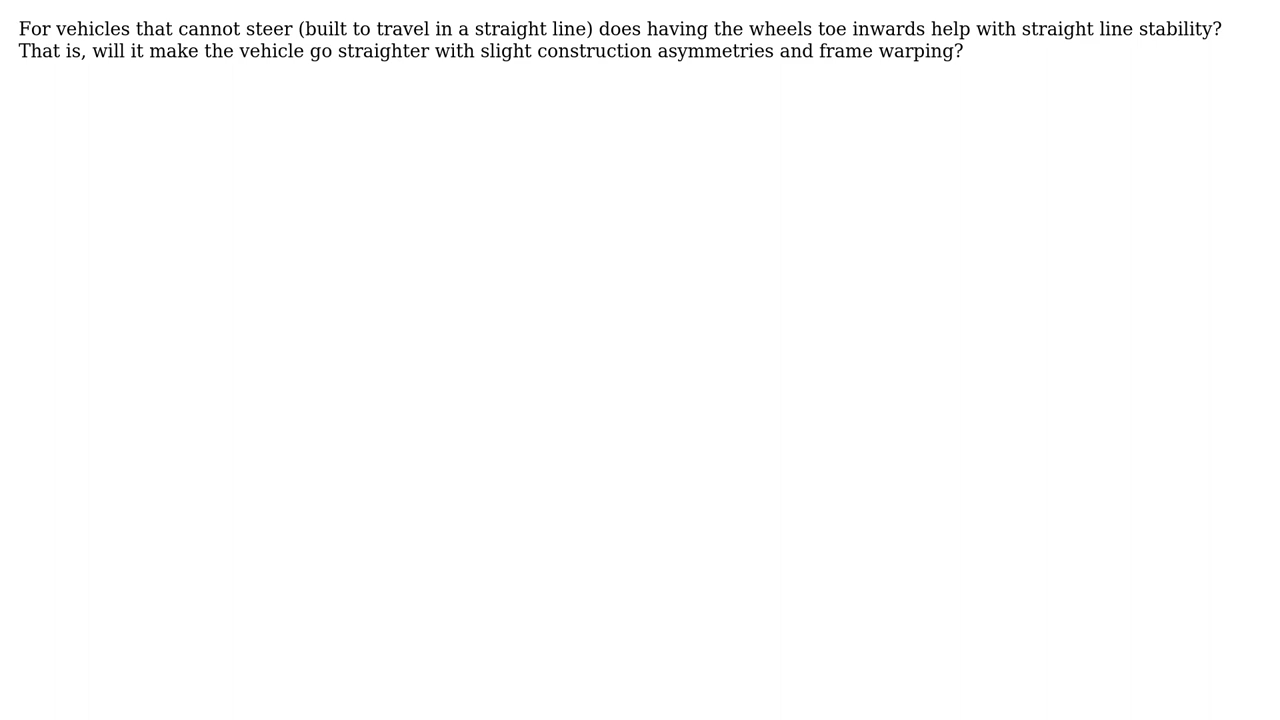 For vehicles that cannot steer (built to travel in a straight line) does having the wheels toe inwards help with straight line stability?
That is, will it make the vehicle go straighter with slight construction asymmetries and frame warping?